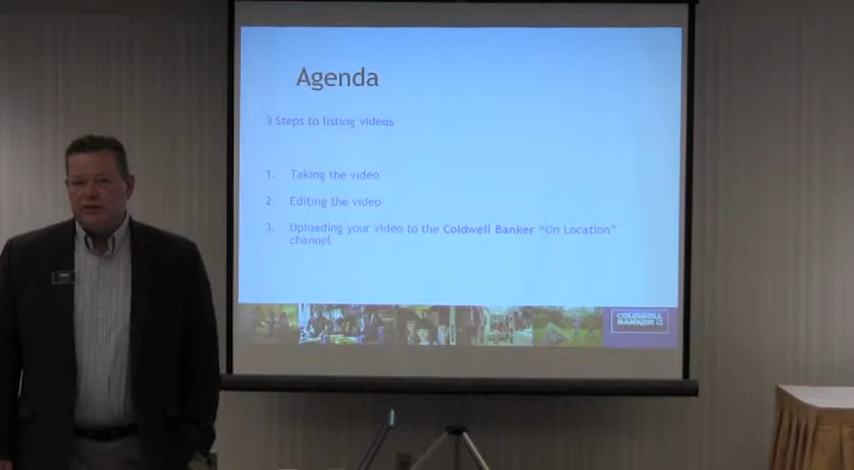 Agenda
3 Steps to listing videos
1. Taking the video
2. Editing the video
3. Uploading your video to the Coldwell Banker “On Location”
channel
COLDWELL
BANKER